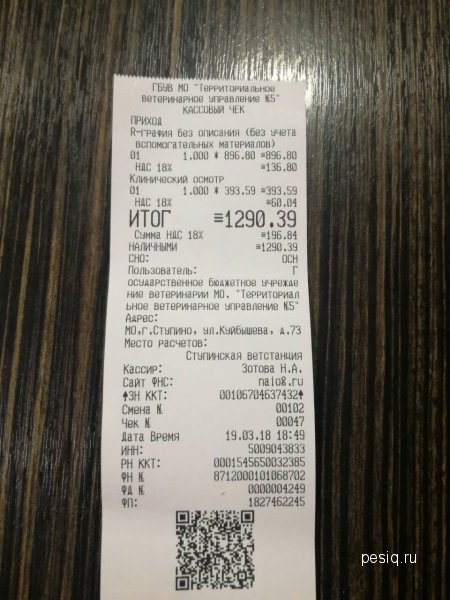 ГБУВ МО "Территориальное
ветеринарное управление №5"
КАССОВЫЙ ЧЕК
ПРИХОД
R-графия без описания (без учета
вспомогательных материалов)
01 1.000 * 896.80 =896.80
НДС 18% =136.80
Клинический осмотр
01 1.000 * 393.59 =393.59
НДС 18% =60.04
ИТОГ =1290.39
Сумма НДС 18% =196.84
НАЛИЧНЫМИ =1290.39
СНО: ОСН
Пользователь: Г
осударственное бюджетное учрежде
ние ветеринарии МО. "Территориал
ьное ветеринарное управление №5"
Адрес:
МО,г.Ступино, ул.Куйбышева, д.73
Место расчетов:
Ступинская ветстанция
Кассир: Зотова Н.А.
Сайт ФНС: nalog.ru
ЗН ККТ: 00106704637432
Смена № 00102
Чек № 00047
Дата Время 19.03.18 18:49
ИНН: 5009043833
РН ККТ: 0001545650032385
ФН № 8712000101068702
ФД № 0000004249
ФП: 1827462245
pesiq.ru